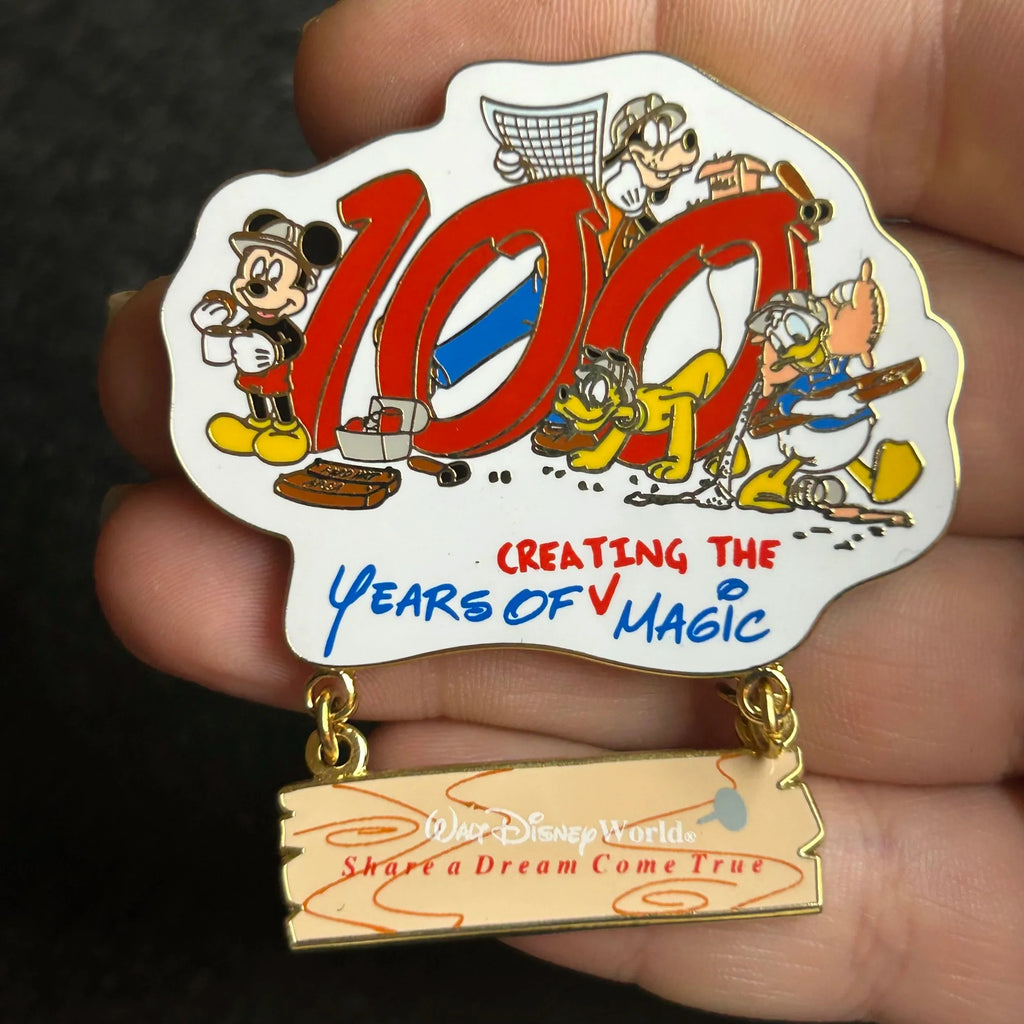 100
CREATING THE
YEARS OF V MAGIC
WALT DISNEY World®
Share a Dream Come True